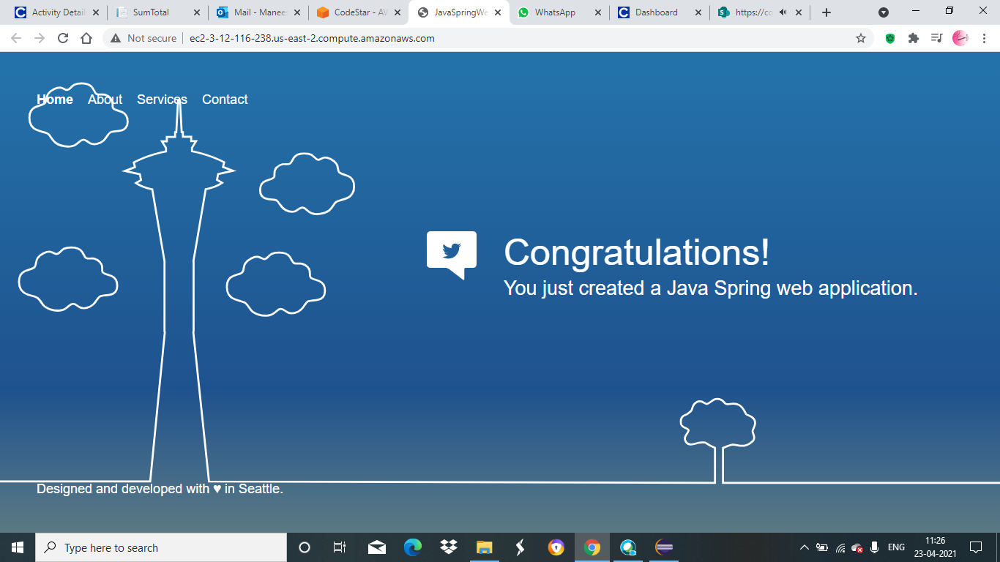 Activity Detail
SumTotal
Mail - Manees
CodeStar - AW
JavaSpringWe
WhatsApp
Dashboard
https://co
Not secure
ec2-3-12-116-238.us-east-2.compute.amazonaws.com
Home About Services Contact
Congratulations!
You just created a Java Spring web application.
Designed and developed with ♥ in Seattle.
Type here to search
ENG
11:26
23-04-2021